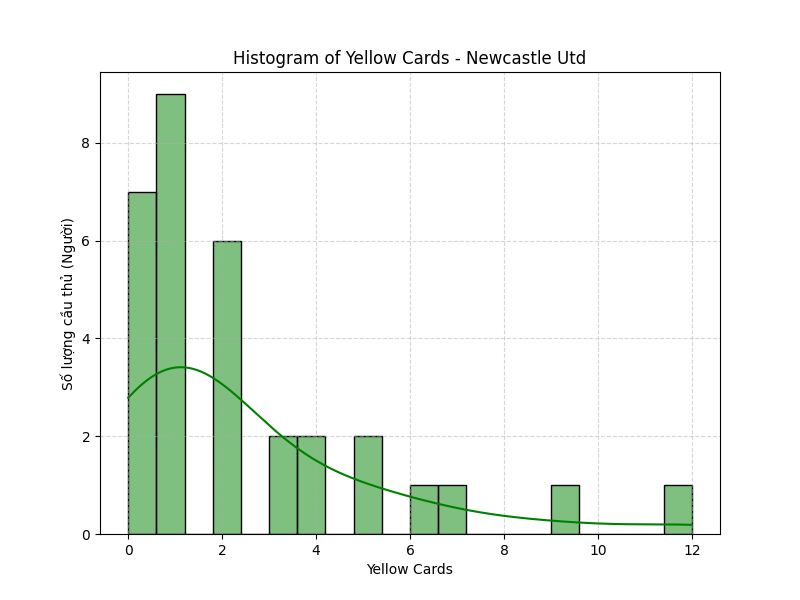 Histogram of Yellow Cards - Newcastle Utd
Số lượng cầu thủ (Người)
8
6
4
2
0
0 2 4 6 8 10 12
Yellow Cards